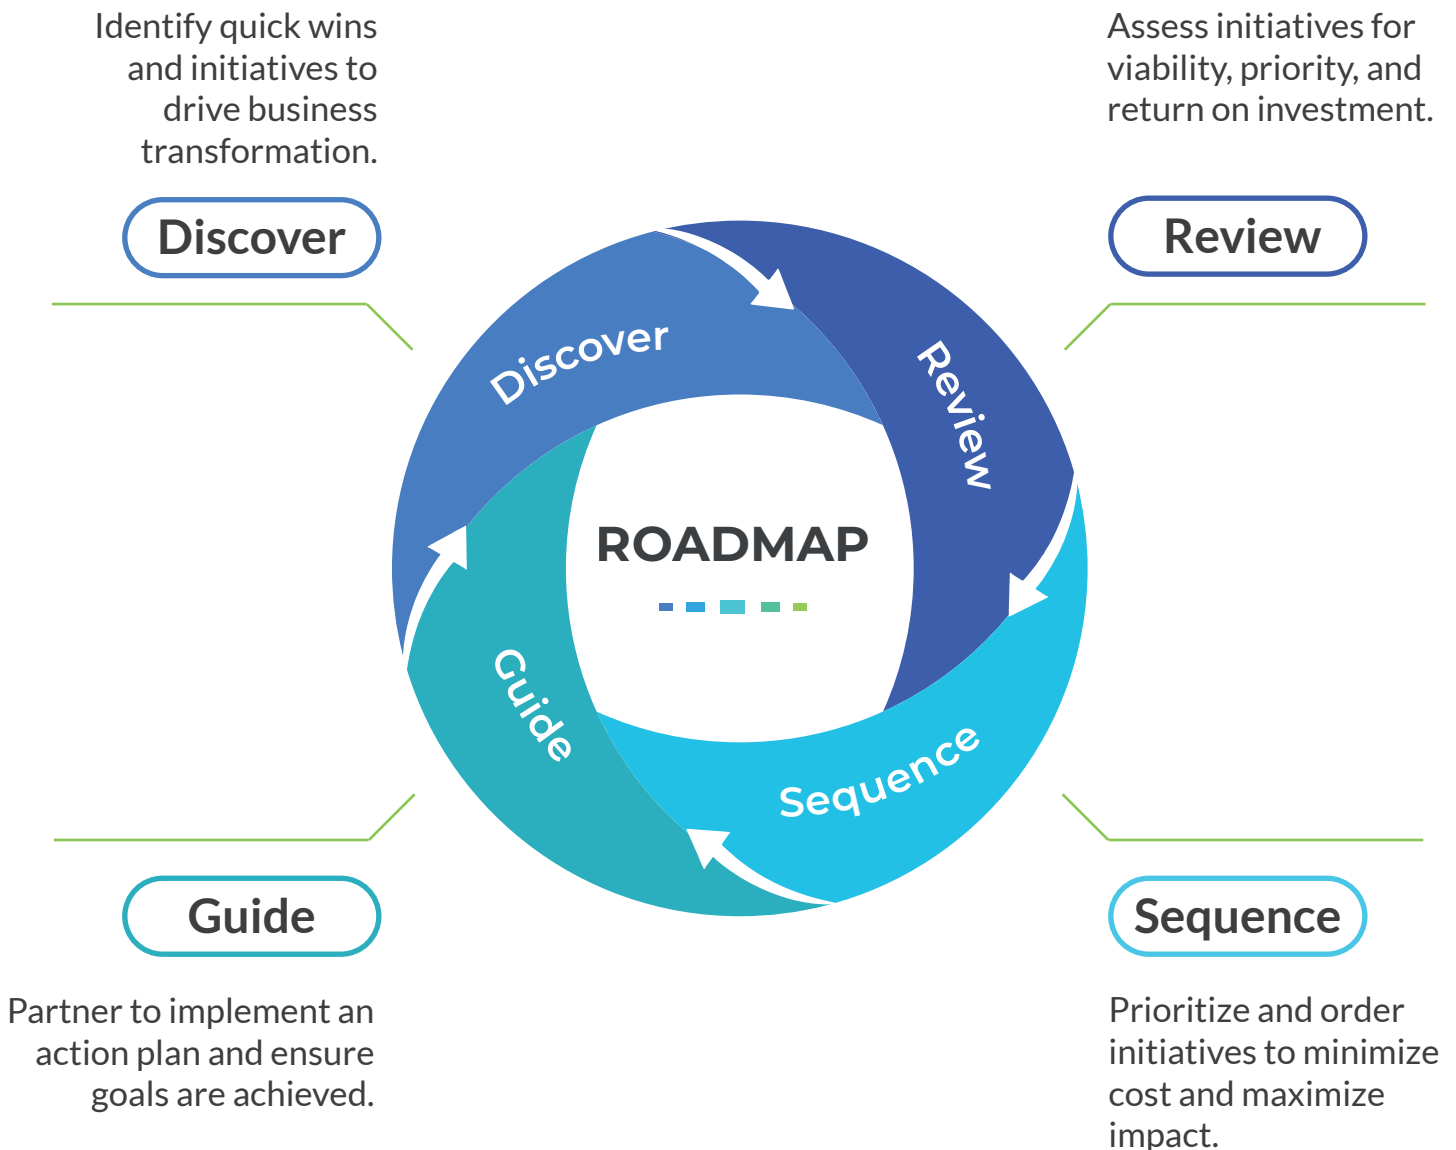 Identify quick wins
and initiatives to
drive business
transformation.
Discover
Assess initiatives for
viability, priority, and
return on investment.
Review
Discover
Review
ROADMAP
Guide
Sequence
Guide
Partner to implement an
action plan and ensure
goals are achieved.
Sequence
Prioritize and order
initiatives to minimize
cost and maximize
impact.